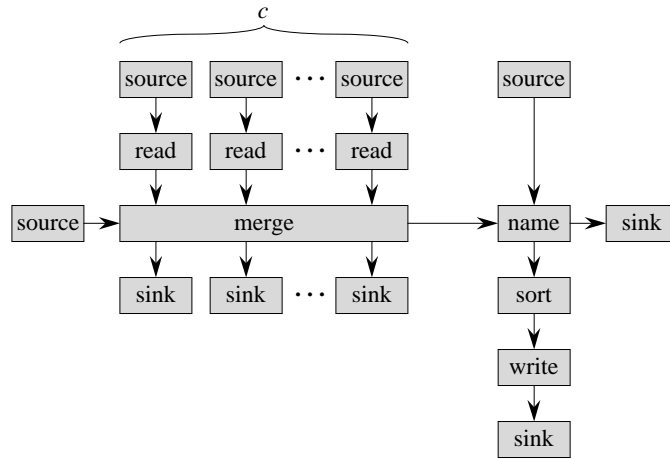 c
source source ··· source source
read read ··· read
source merge name sink
sink sink ··· sink sort
write
sink